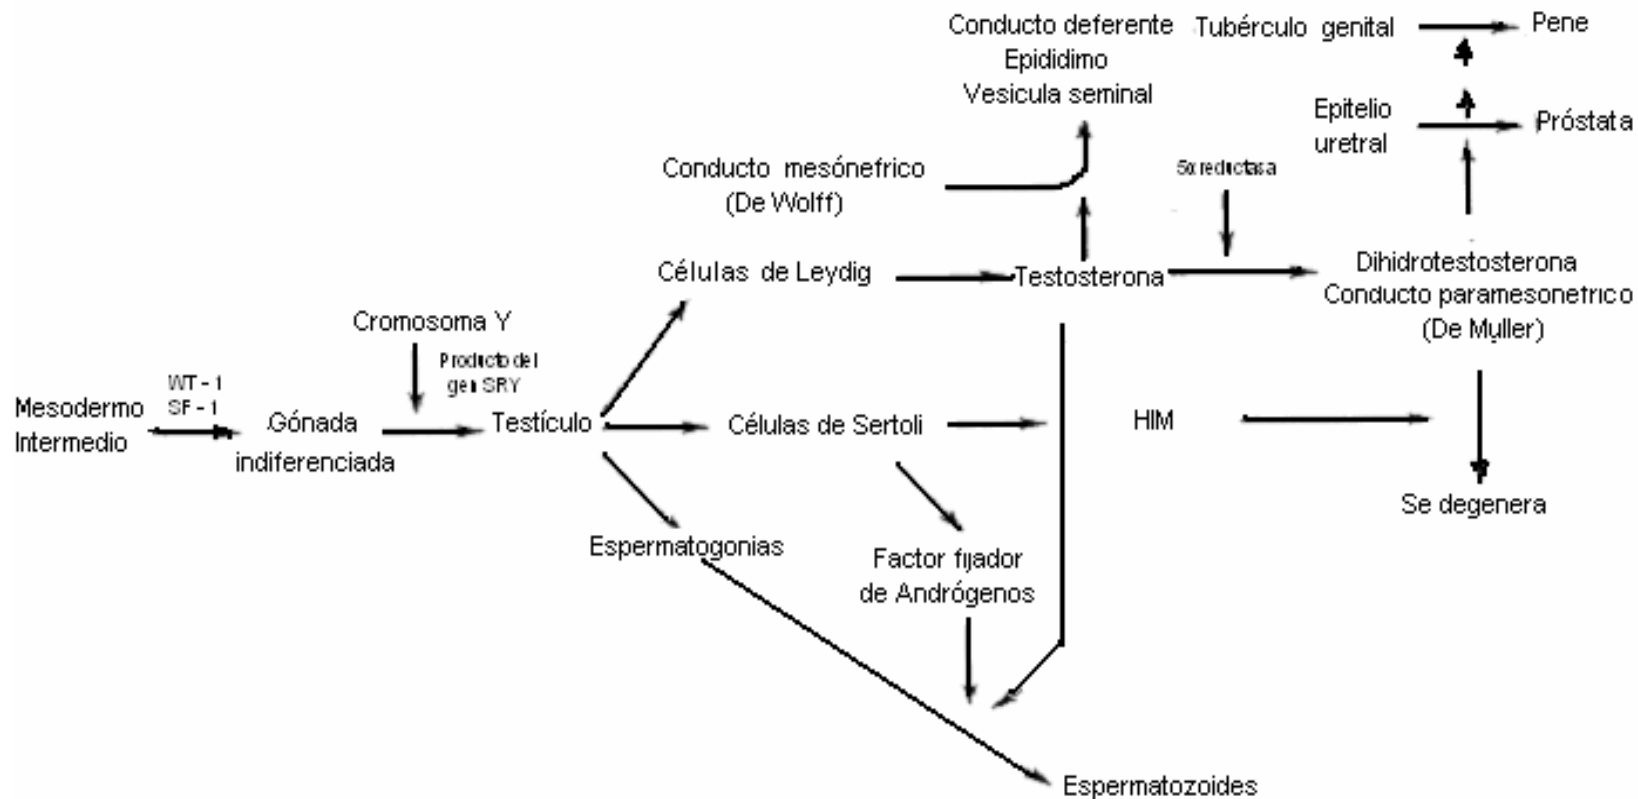 Conducto deferente
Epididimo
Vesicula seminal
Tubérculo genital
Pene
Epitelio
uretral
Próstata
Conducto mesónefrico
(De Wolff)
5α reductasa
Células de Leydig
Testosterona
Dihidrotestosterona
Conducto paramesonefrico
(De Muller)
Cromosoma Y
Producto del
gen SRY
WT - 1
SF - 1
Mesodermo
Intermedio
Gónada
indiferenciada
Testículo
Células de Sertoli
HIM
Se degenera
Espermatogonias
Factor fijador
de Andrógenos
Espermatozoides